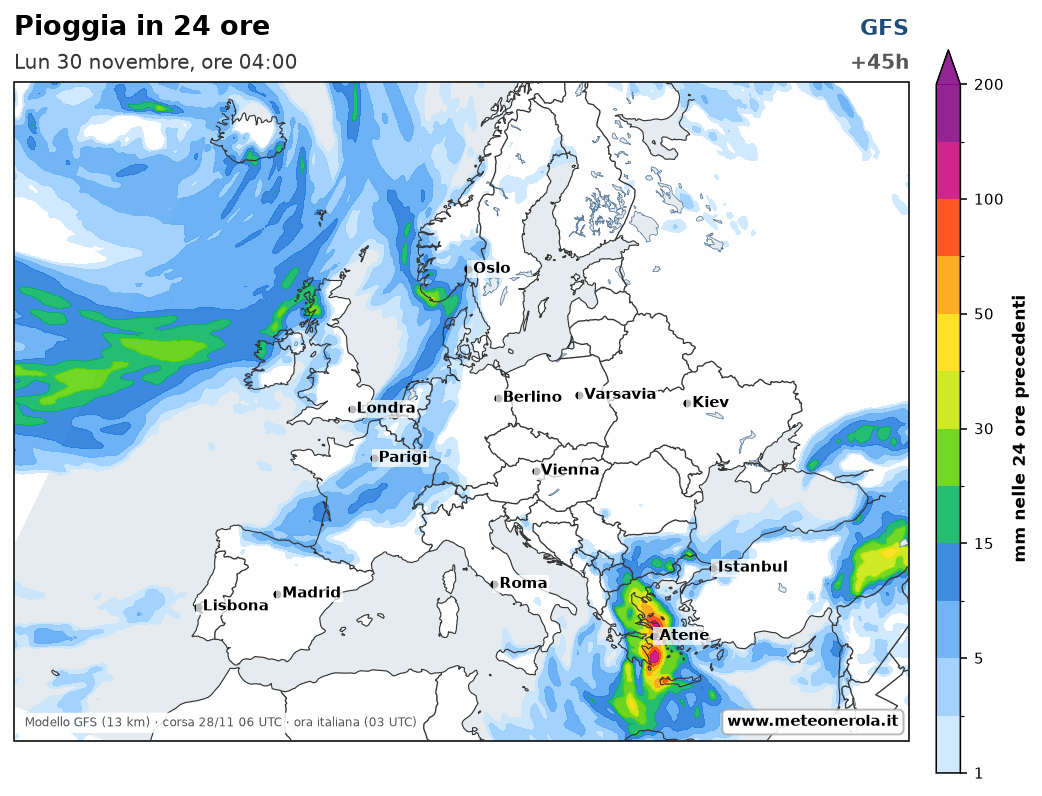 Pioggia in 24 ore
GFS
Lun 30 novembre, ore 04:00
+45h
200
100
50
30
15
5
1
mm nelle 24 ore precedenti
Oslo
Berlino
Varsavia
Kiev
Londra
Parigi
Vienna
Istanbul
Roma
Madrid
Lisbona
Atene
Modello GFS (13 km) · corsa 28/11 06 UTC · ora italiana (03 UTC)
www.meteonerola.it